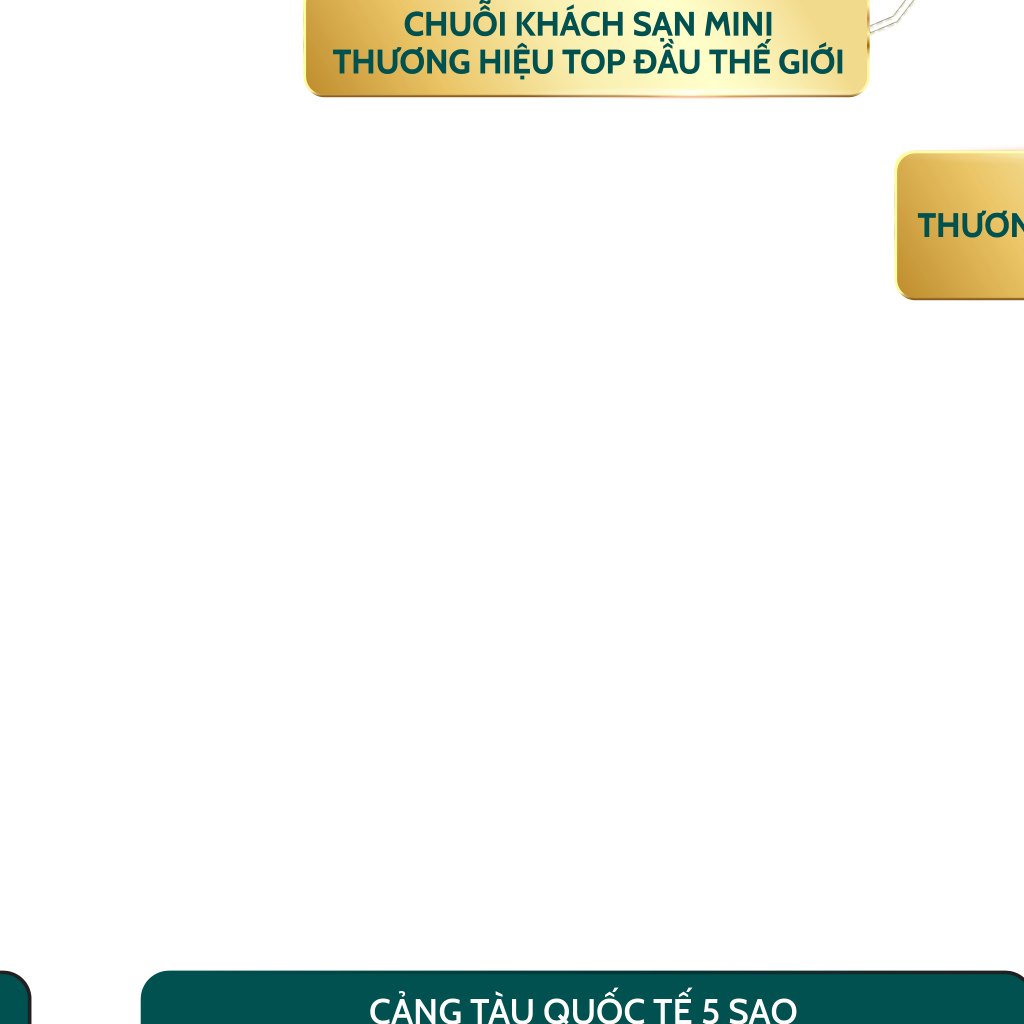 CHUỖI KHÁCH SẠN MINI
THƯƠNG HIỆU TOP ĐẦU THẾ GIỚI
CẢNG TÀU QUỐC TẾ 5 SAO